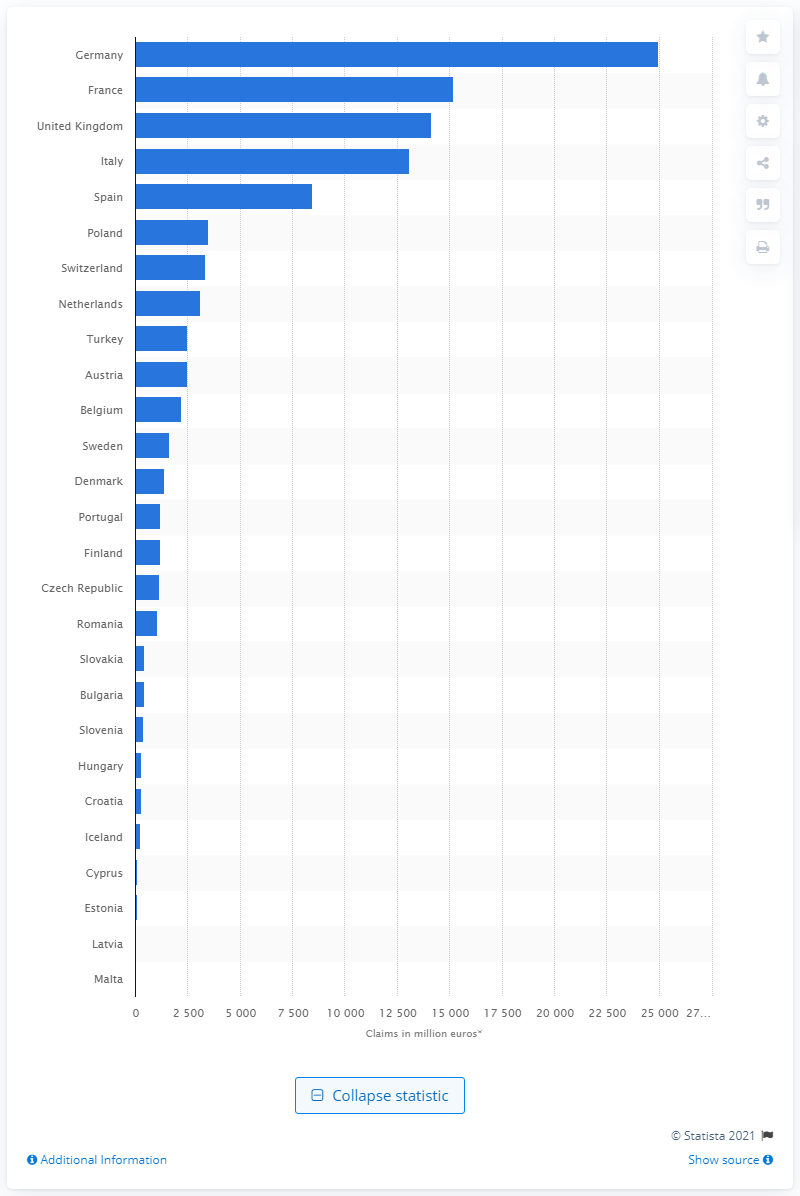 Germany
France
United Kingdom
Italy
Spain
Poland
Switzerland
Netherlands
Turkey
Austria
Belgium
Sweden
Denmark
Portugal
Finland
Czech Republic
Romania
Slovakia
Bulgaria
Slovenia
Hungary
Croatia
Iceland
Cyprus
Estonia
Latvia
Malta
0 2 500 5 000 7 500 10 000 12 500 15 000 17 500 20 000 22 500 25 000 27...
Claims in million euros*
Collapse statistic
© Statista 2021
Additional Information Show source